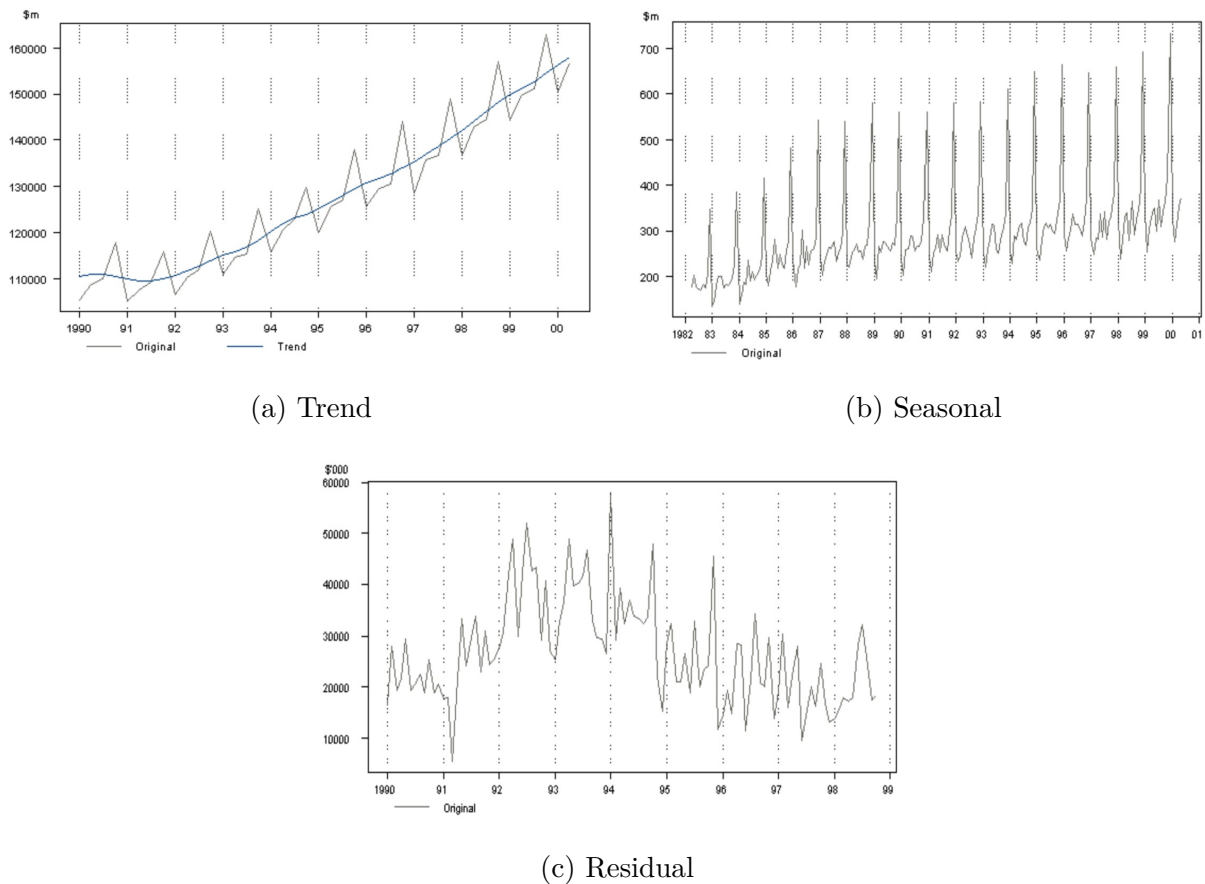 $m
160000
150000
140000
130000
120000
110000
1990 91 92 93 94 95 96 97 98 99 00
Original Trend
(a) Trend
$m
700
600
500
400
300
200
1982 83 84 85 86 87 88 89 90 91 92 93 94 95 96 97 98 99 00 01
Original
(b) Seasonal
$'000
60000
50000
40000
30000
20000
10000
1990 91 92 93 94 95 96 97 98 99
Original
(c) Residual